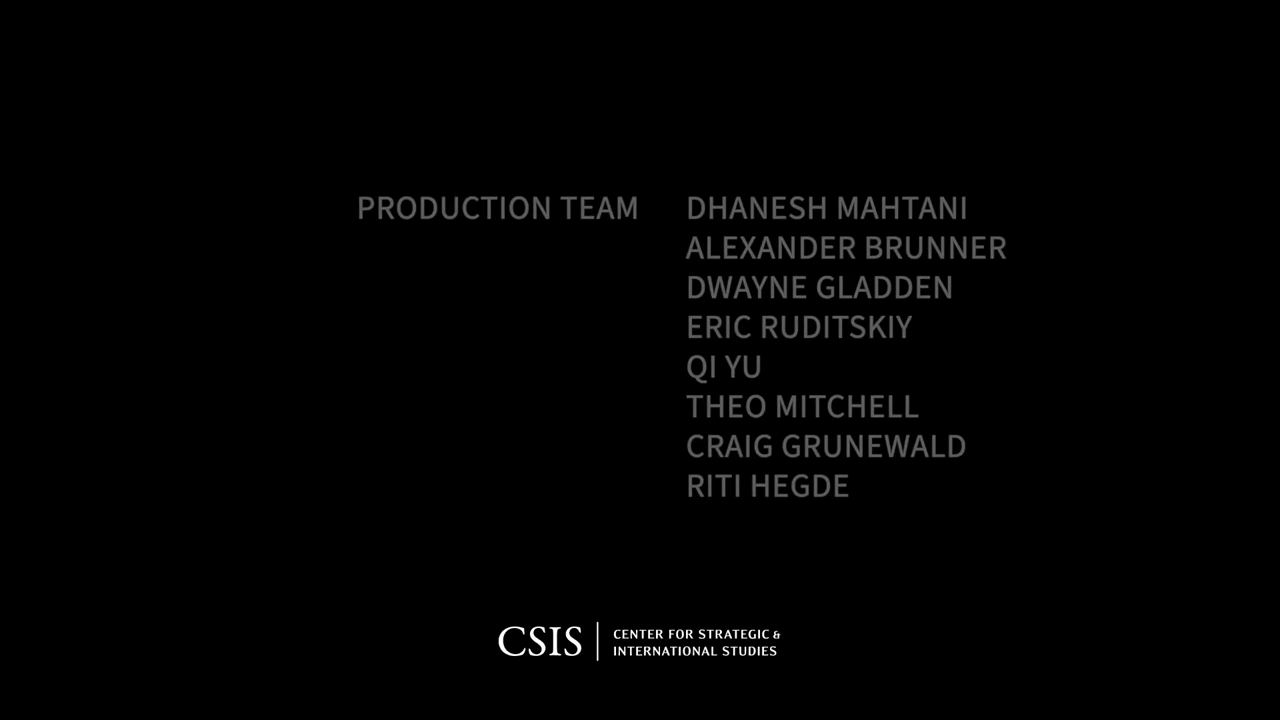 PRODUCTION TEAM DHANESH MAHTANI
ALEXANDER BRUNNER
DWAYNE GLADDEN
ERIC RUDITSKIY
QI YU
THEO MITCHELL
CRAIG GRUNEWALD
RITI HEGDE
CSIS CENTER FOR STRATEGIC &
INTERNATIONAL STUDIES